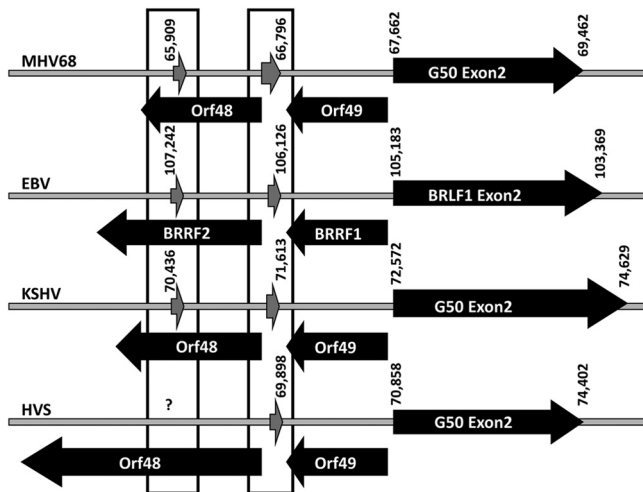 65,909
66,796
67,662
69,462
MHV68
G50 Exon2
Orf48
Orf49
107,242
106,126
105,183
103,369
EBV
BRLF1 Exon2
BRRF2
BRRF1
70,436
71,613
72,572
74,629
KSHV
G50 Exon2
Orf48
Orf49
69,898
70,858
74,402
HVS
?
G50 Exon2
Orf48
Orf49